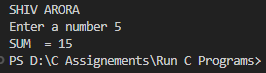 SHIV ARORA
Enter a number 5
SUM  = 15
PS D:\C Assignements\Run C Programs>